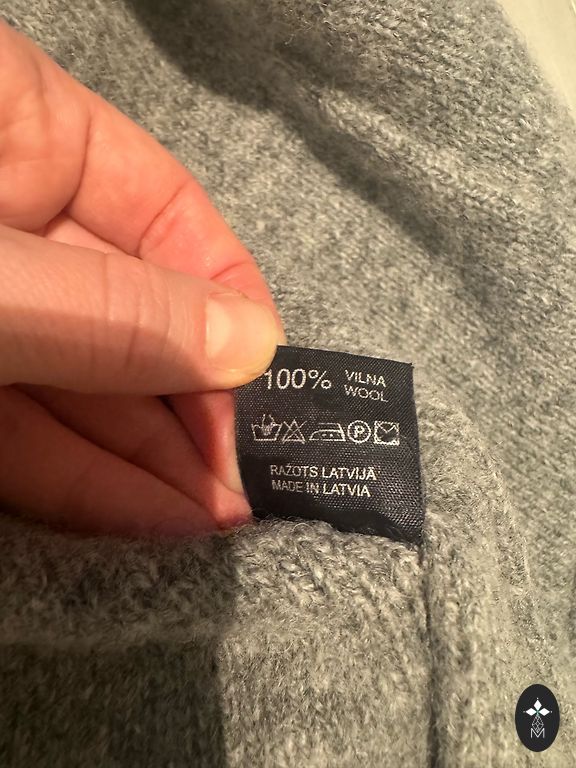 100% VILNA
WOOL
P
RAŽOTS LATVIJĀ
MADE IN LATVIA
M